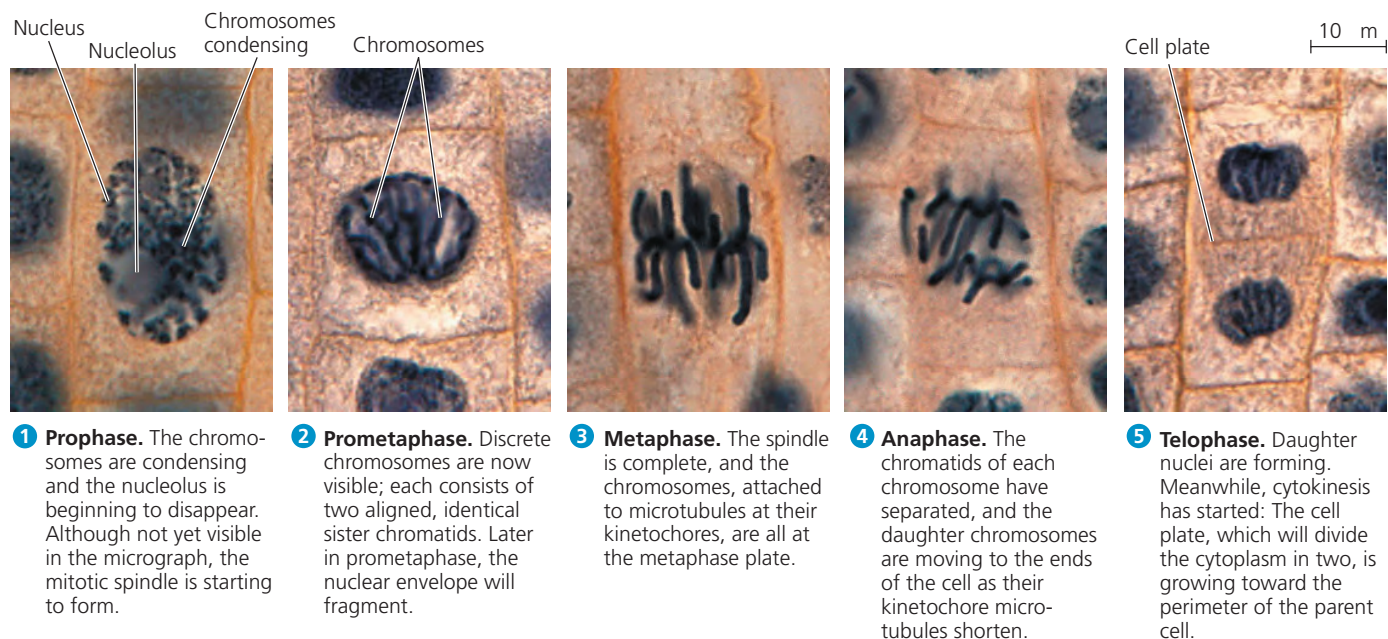 Nucleus
Nucleolus
Chromosomes
condensing
Chromosomes
Cell plate
10 m
1 Prophase. The chromo-
somes are condensing
and the nucleolus is
beginning to disappear.
Although not yet visible
in the micrograph, the
mitotic spindle is starting
to form.
2 Prometaphase. Discrete
chromosomes are now
visible; each consists of
two aligned, identical
sister chromatids. Later
in prometaphase, the
nuclear envelope will
fragment.
3 Metaphase. The spindle
is complete, and the
chromosomes, attached
to microtubules at their
kinetochores, are all at
the metaphase plate.
4 Anaphase. The
chromatids of each
chromosome have
separated, and the
daughter chromosomes
are moving to the ends
of the cell as their
kinetochore micro-
tubules shorten.
5 Telophase. Daughter
nuclei are forming.
Meanwhile, cytokinesis
has started: The cell
plate, which will divide
the cytoplasm in two, is
growing toward the
perimeter of the parent
cell.